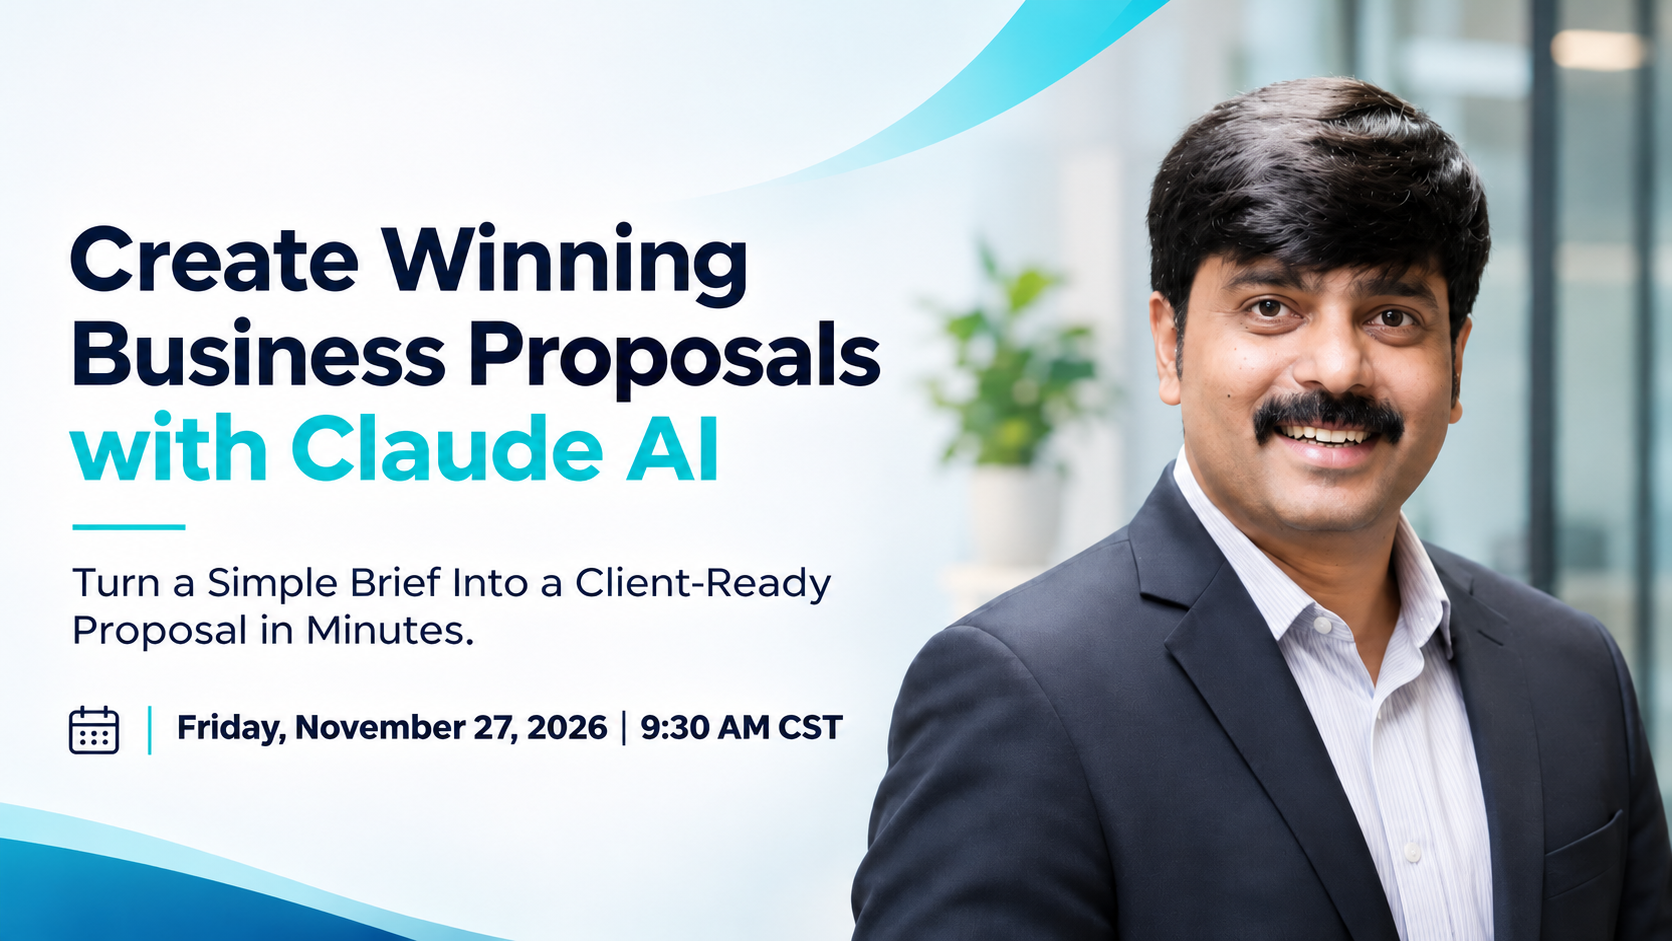 Create Winning
Business Proposals
with Claude AI
Turn a Simple Brief Into a Client-Ready
Proposal in Minutes.
Friday, November 27, 2026 | 9:30 AM CST